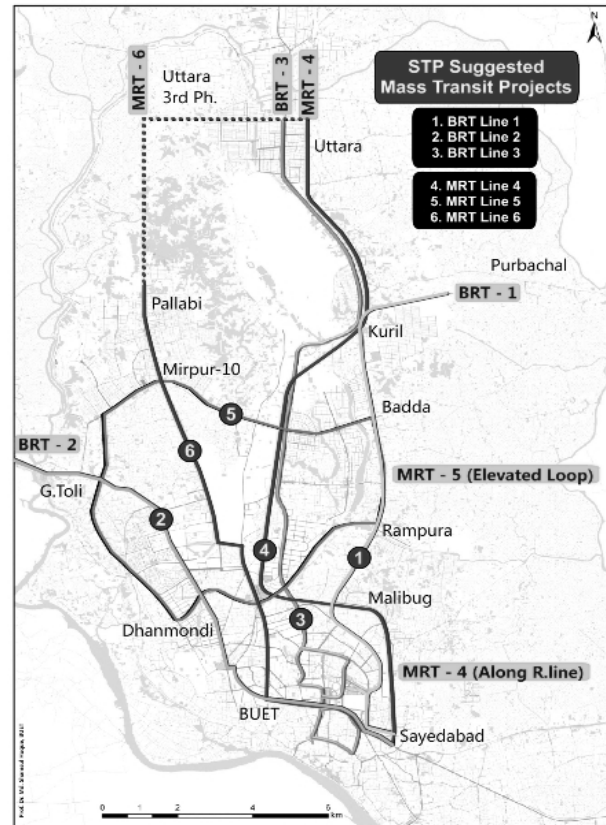 N
MRT - 6
Uttara
3rd Ph.
BRT - 3
MRT - 4
STP Suggested
Mass Transit Projects
1. BRT Line 1
2. BRT Line 2
3. BRT Line 3
4. MRT Line 4
5. MRT Line 5
6. MRT Line 6
Uttara
Purbachal
BRT - 1
Pallabi
Kuril
Mirpur-10
5
Badda
BRT - 2
6
MRT - 5 (Elevated Loop)
G.Toli
2
Rampura
4
1
Malibug
3
Dhanmondi
MRT - 4 (Along R.line)
BUET
Sayedabad
0 1 2 4 6
km